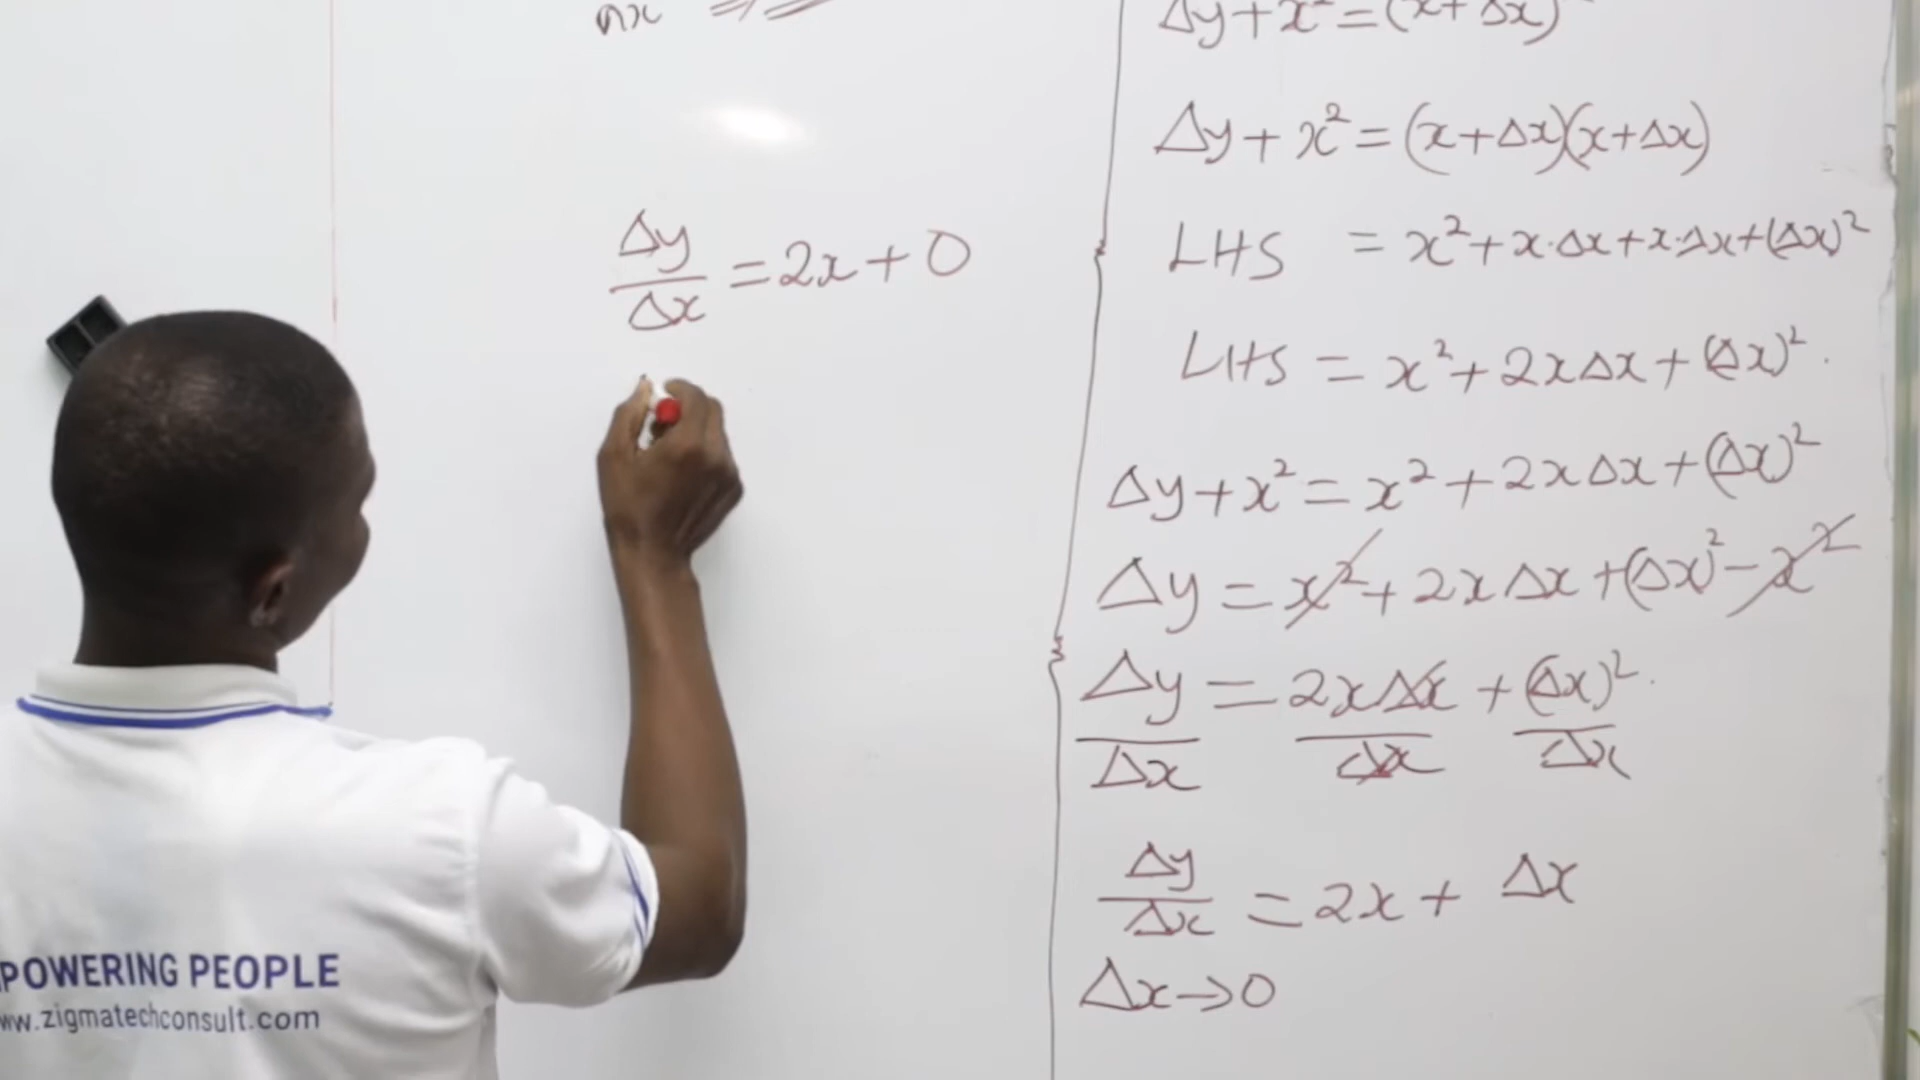 Δy/Δx = 2x + 0
Δy + x² = (x + Δx)
Δy + x² = (x + Δx)(x + Δx)
LHS = x² + x·Δx + x·Δx + (Δx)²
LHS = x² + 2xΔx + (Δx)².
Δy + x² = x² + 2xΔx + (Δx)²
Δy = x² + 2xΔx + (Δx)² - x²
Δy/Δx = 2xΔx/Δx + (Δx)²/Δx
Δy/Δx = 2x + Δx
Δx → 0
POWERING PEOPLE
w.zigmatechconsult.com